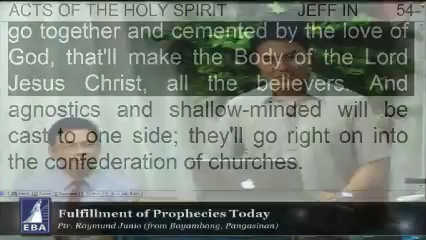 ACTS OF THE HOLY SPIRIT JEFF IN 54-
go together and cemented by the love of
God, that'll make the Body of the Lord
Jesus Christ, all the believers. And
agnostics and shallow-minded will be
cast to one side; they'll go right on into
the confederation of churches.
EBA
Fulfillment of Prophecies Today
Ptr. Raymund Junio (from Bayambang, Pangasinan)